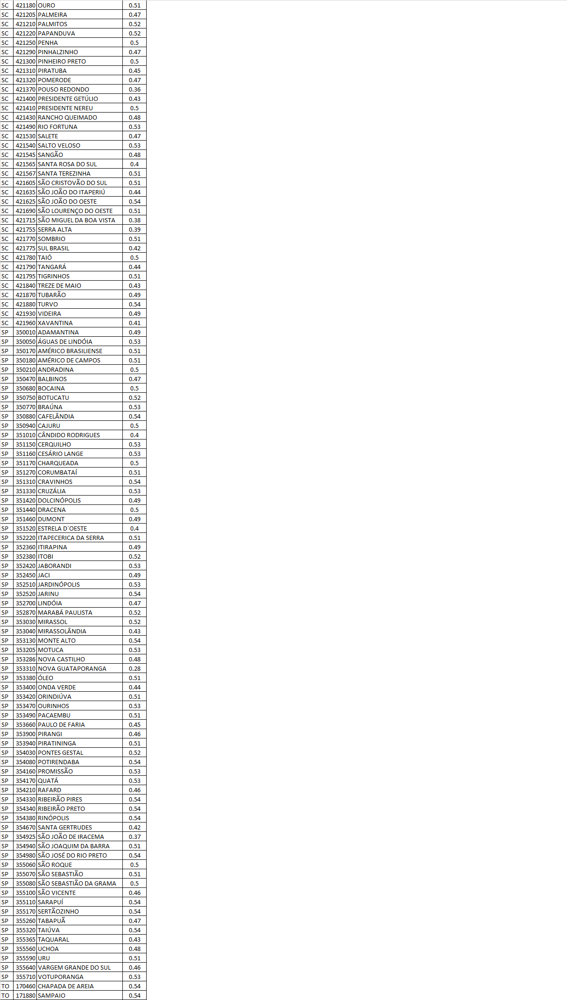 SC 421180 OURO 0.51
SC 421205 PALMEIRA 0.47
SC 421210 PALMITOS 0.52
SC 421220 PAPANDUVA 0.52
SC 421250 PENHA 0.5
SC 421290 PINHALZINHO 0.47
SC 421300 PINHEIRO PRETO 0.5
SC 421310 PIRATUBA 0.45
SC 421320 POMERODE 0.47
SC 421370 POUSO REDONDO 0.36
SC 421400 PRESIDENTE GETÚLIO 0.43
SC 421410 PRESIDENTE NEREU 0.5
SC 421430 RANCHO QUEIMADO 0.48
SC 421490 RIO FORTUNA 0.53
SC 421530 SALETE 0.47
SC 421540 SALTO VELOSO 0.53
SC 421545 SANGÃO 0.48
SC 421565 SANTA ROSA DO SUL 0.4
SC 421567 SANTA TEREZINHA 0.51
SC 421605 SÃO CRISTOVÃO DO SUL 0.51
SC 421635 SÃO JOÃO DO ITAPERIÚ 0.44
SC 421625 SÃO JOÃO DO OESTE 0.54
SC 421690 SÃO LOURENÇO DO OESTE 0.51
SC 421715 SÃO MIGUEL DA BOA VISTA 0.38
SC 421755 SERRA ALTA 0.39
SC 421770 SOMBRIO 0.51
SC 421775 SUL BRASIL 0.42
SC 421780 TAIÓ 0.5
SC 421790 TANGARÁ 0.44
SC 421795 TIGRINHOS 0.51
SC 421840 TREZE DE MAIO 0.43
SC 421870 TUBARÃO 0.49
SC 421880 TURVO 0.54
SC 421930 VIDEIRA 0.49
SC 421960 XAVANTINA 0.41
SP 350010 ADAMANTINA 0.49
SP 350050 ÁGUAS DE LINDÓIA 0.53
SP 350170 AMÉRICO BRASILIENSE 0.51
SP 350180 AMÉRICO DE CAMPOS 0.51
SP 350210 ANDRADINA 0.5
SP 350470 BALBINOS 0.47
SP 350680 BOCAINA 0.5
SP 350750 BOTUCATU 0.52
SP 350770 BRAÚNA 0.53
SP 350880 CAFELÂNDIA 0.54
SP 350940 CAJURU 0.5
SP 351010 CÂNDIDO RODRIGUES 0.4
SP 351150 CERQUILHO 0.53
SP 351160 CESÁRIO LANGE 0.53
SP 351170 CHARQUEADA 0.5
SP 351270 CORUMBATAÍ 0.51
SP 351310 CRAVINHOS 0.54
SP 351330 CRUZÁLIA 0.53
SP 351420 DOLCINÓPOLIS 0.49
SP 351440 DRACENA 0.5
SP 351460 DUMONT 0.49
SP 351520 ESTRELA D´OESTE 0.4
SP 352220 ITAPECERICA DA SERRA 0.51
SP 352360 ITIRAPINA 0.49
SP 352380 ITOBI 0.52
SP 352420 JABORANDI 0.53
SP 352450 JACI 0.49
SP 352510 JARDINÓPOLIS 0.53
SP 352520 JARINU 0.54
SP 352700 LINDÓIA 0.47
SP 352870 MARABÁ PAULISTA 0.52
SP 353030 MIRASSOL 0.52
SP 353040 MIRASSOLÂNDIA 0.43
SP 353130 MONTE ALTO 0.54
SP 353205 MOTUCA 0.53
SP 353286 NOVA CASTILHO 0.48
SP 353310 NOVA GUATAPORANGA 0.28
SP 353380 ÓLEO 0.51
SP 353400 ONDA VERDE 0.44
SP 353420 ORINDIÚVA 0.51
SP 353470 OURINHOS 0.53
SP 353490 PACAEMBU 0.51
SP 353660 PAULO DE FARIA 0.45
SP 353900 PIRANGI 0.46
SP 353940 PIRATININGA 0.51
SP 354030 PONTES GESTAL 0.52
SP 354080 POTIRENDABA 0.54
SP 354160 PROMISSÃO 0.53
SP 354170 QUATÁ 0.53
SP 354210 RAFARD 0.46
SP 354330 RIBEIRÃO PIRES 0.54
SP 354340 RIBEIRÃO PRETO 0.54
SP 354380 RINÓPOLIS 0.54
SP 354670 SANTA GERTRUDES 0.42
SP 354925 SÃO JOÃO DE IRACEMA 0.37
SP 354940 SÃO JOAQUIM DA BARRA 0.51
SP 354980 SÃO JOSÉ DO RIO PRETO 0.54
SP 355060 SÃO ROQUE 0.5
SP 355070 SÃO SEBASTIÃO 0.51
SP 355080 SÃO SEBASTIÃO DA GRAMA 0.5
SP 355100 SÃO VICENTE 0.46
SP 355110 SARAPUÍ 0.54
SP 355170 SERTÃOZINHO 0.54
SP 355260 TABAPUÃ 0.47
SP 355320 TAIÚVA 0.54
SP 355365 TAQUARAL 0.43
SP 355560 UCHOA 0.48
SP 355590 URU 0.51
SP 355640 VARGEM GRANDE DO SUL 0.46
SP 355710 VOTUPORANGA 0.53
TO 170460 CHAPADA DE AREIA 0.54
TO 171880 SAMPAIO 0.54